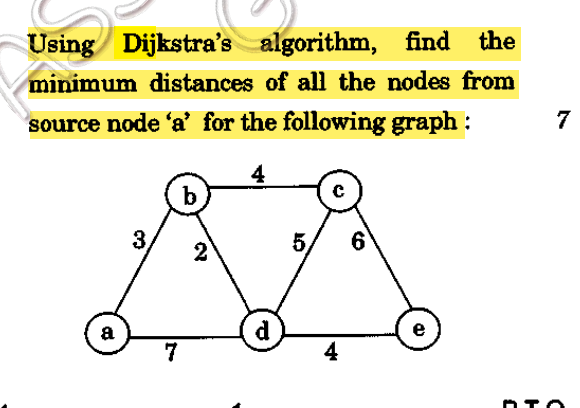 Using Dijkstra's algorithm, find the
minimum distances of all the nodes from
source node 'a' for the following graph : 7
b 4 c
3 2 5 6
a 7 d 4 e